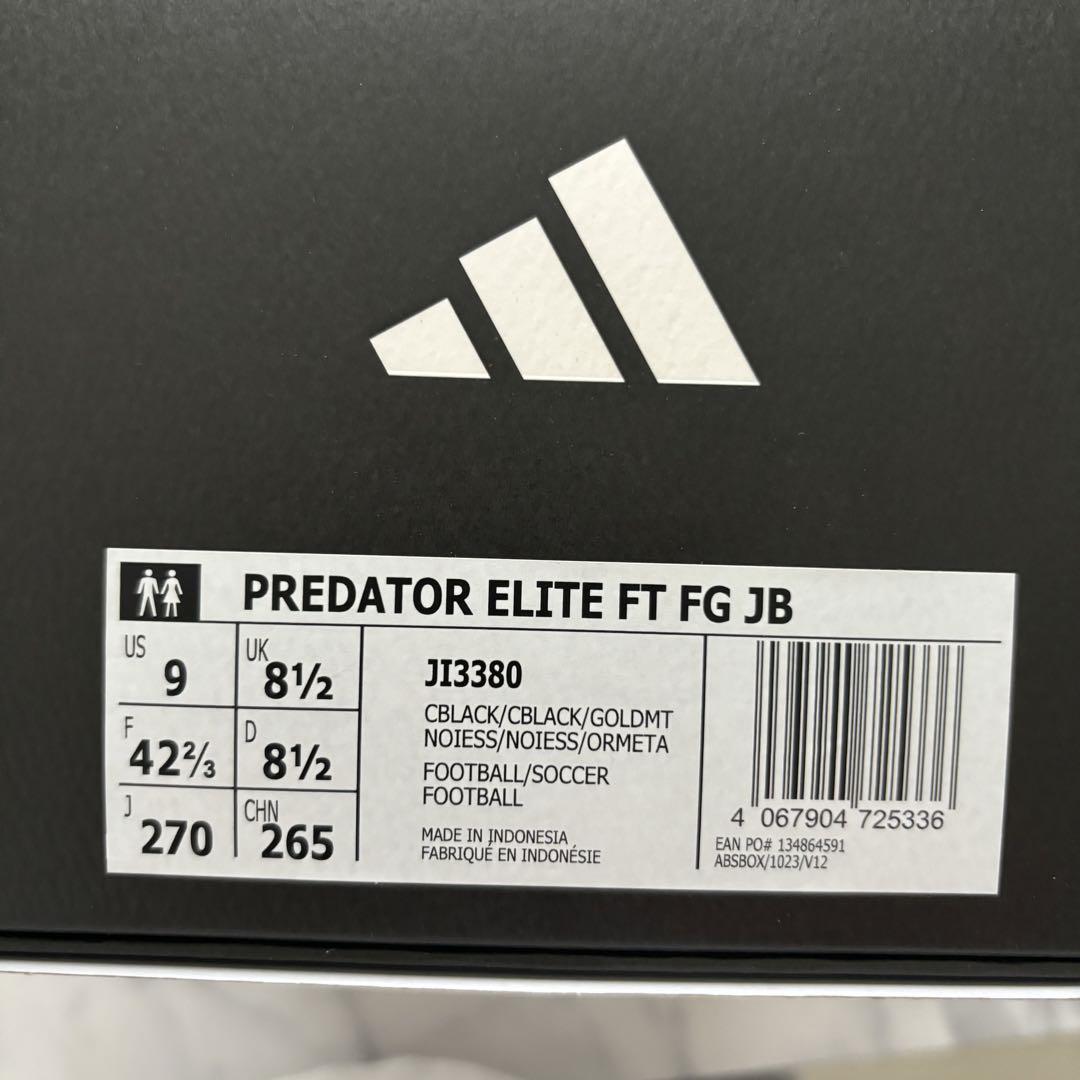 PREDATOR ELITE FT FG JB
US 9
UK 8½
F 42⅔
D 8½
J 270
CHN 265
JI3380
CBLACK/CBLACK/GOLDMT
NOIESS/NOIESS/ORMETA
FOOTBALL/SOCCER
FOOTBALL
MADE IN INDONESIA
FABRIQUÉ EN INDONÉSIE
4 067904 725336
EAN PO# 134864591
ABSBOX/1023/V12